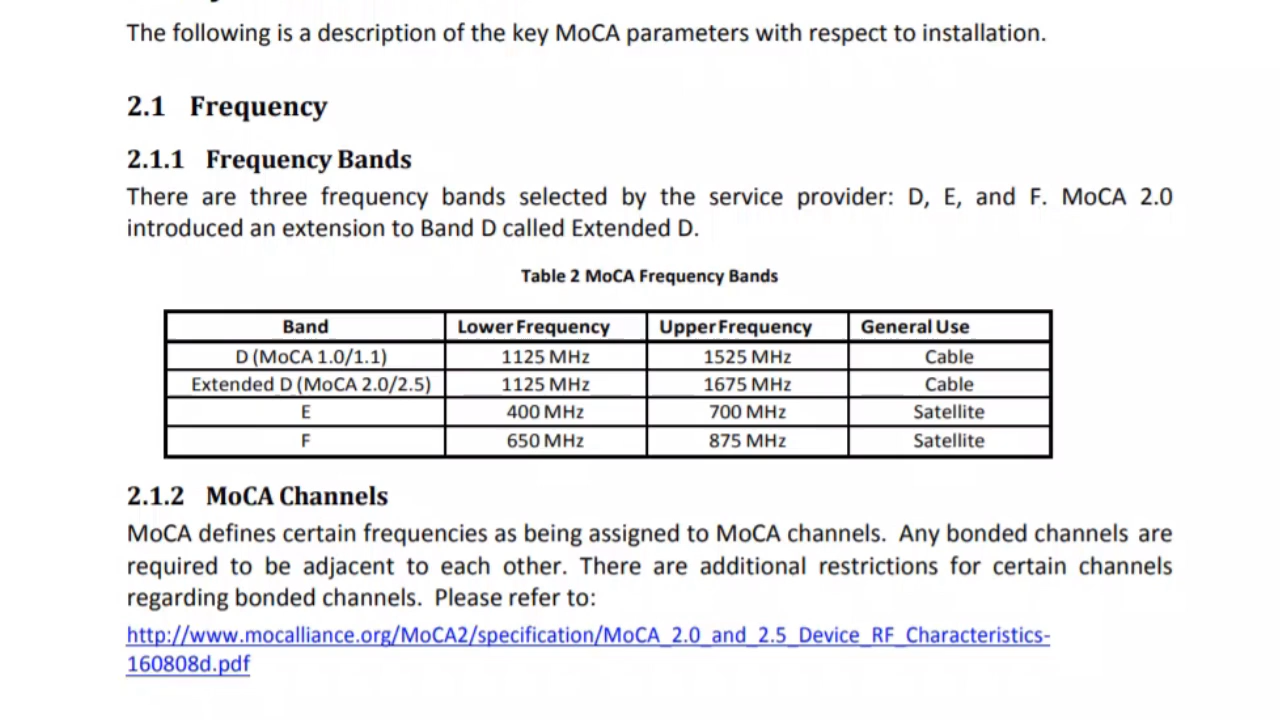 The following is a description of the key MoCA parameters with respect to installation.
2.1 Frequency
2.1.1 Frequency Bands
There are three frequency bands selected by the service provider: D, E, and F. MoCA 2.0
introduced an extension to Band D called Extended D.
Table 2 MoCA Frequency Bands
Band Lower Frequency Upper Frequency General Use
D (MoCA 1.0/1.1) 1125 MHz 1525 MHz Cable
Extended D (MoCA 2.0/2.5) 1125 MHz 1675 MHz Cable
E 400 MHz 700 MHz Satellite
F 650 MHz 875 MHz Satellite
2.1.2 MoCA Channels
MoCA defines certain frequencies as being assigned to MoCA channels. Any bonded channels are
required to be adjacent to each other. There are additional restrictions for certain channels
regarding bonded channels. Please refer to:
http://www.mocalliance.org/MoCA2/specification/MoCA_2.0_and_2.5_Device_RF_Characteristics-
160808d.pdf